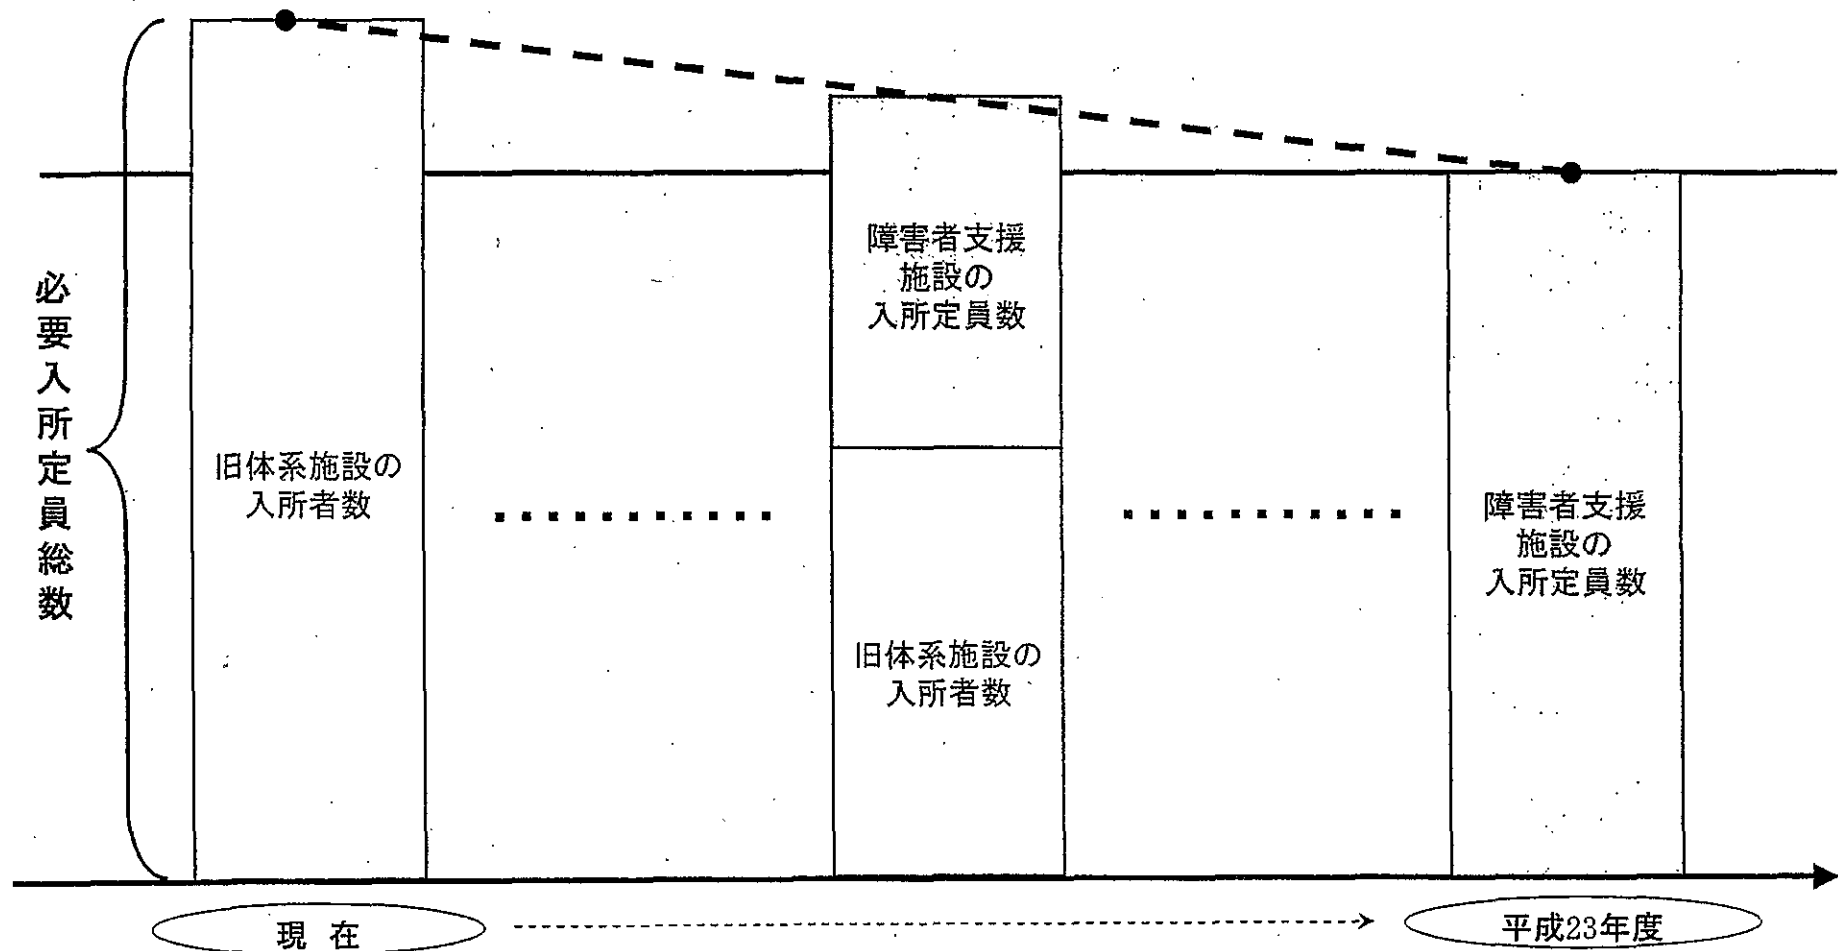 必要入所定員総数
旧体系施設の
入所者数
障害者支援
施設の
入所定員数
旧体系施設の
入所者数
障害者支援
施設の
入所定員数
現 在
平成23年度